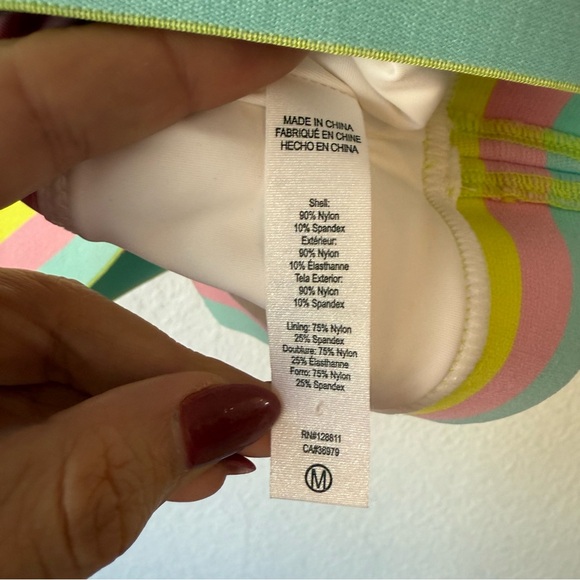 MADE IN CHINA
FABRIQUÉ EN CHINE
HECHO EN CHINA
Shell:
90% Nylon
10% Spandex
Extérieur:
90% Nylon
10% Élasthanne
Tela Exterior:
90% Nylon
10% Spandex
Lining: 75% Nylon
25% Spandex
Doublure: 75% Nylon
25% Élasthanne
Forro: 75% Nylon
25% Spandex
RN#128611
CA#36979
M